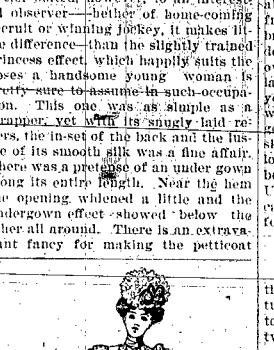 observer—whether of home-coming
ecruit or winning jockey, it makes lit-
e difference—than the slightly trained
rincess effect, which happily suits the
oses a handsome young woman is
retty sure to assume in such occupa-
on. This one was as simple as a
rapper, yet with its snugly laid re-
ers, the in-set of the back and the lus-
e of its smooth silk was a fine affair.
here was a pretense of an under gown
ong its entire length. Near the hem
e opening widened a little and the
ndergown effect showed below the
her all around. There is an extrava-
ant fancy for making the petticoat